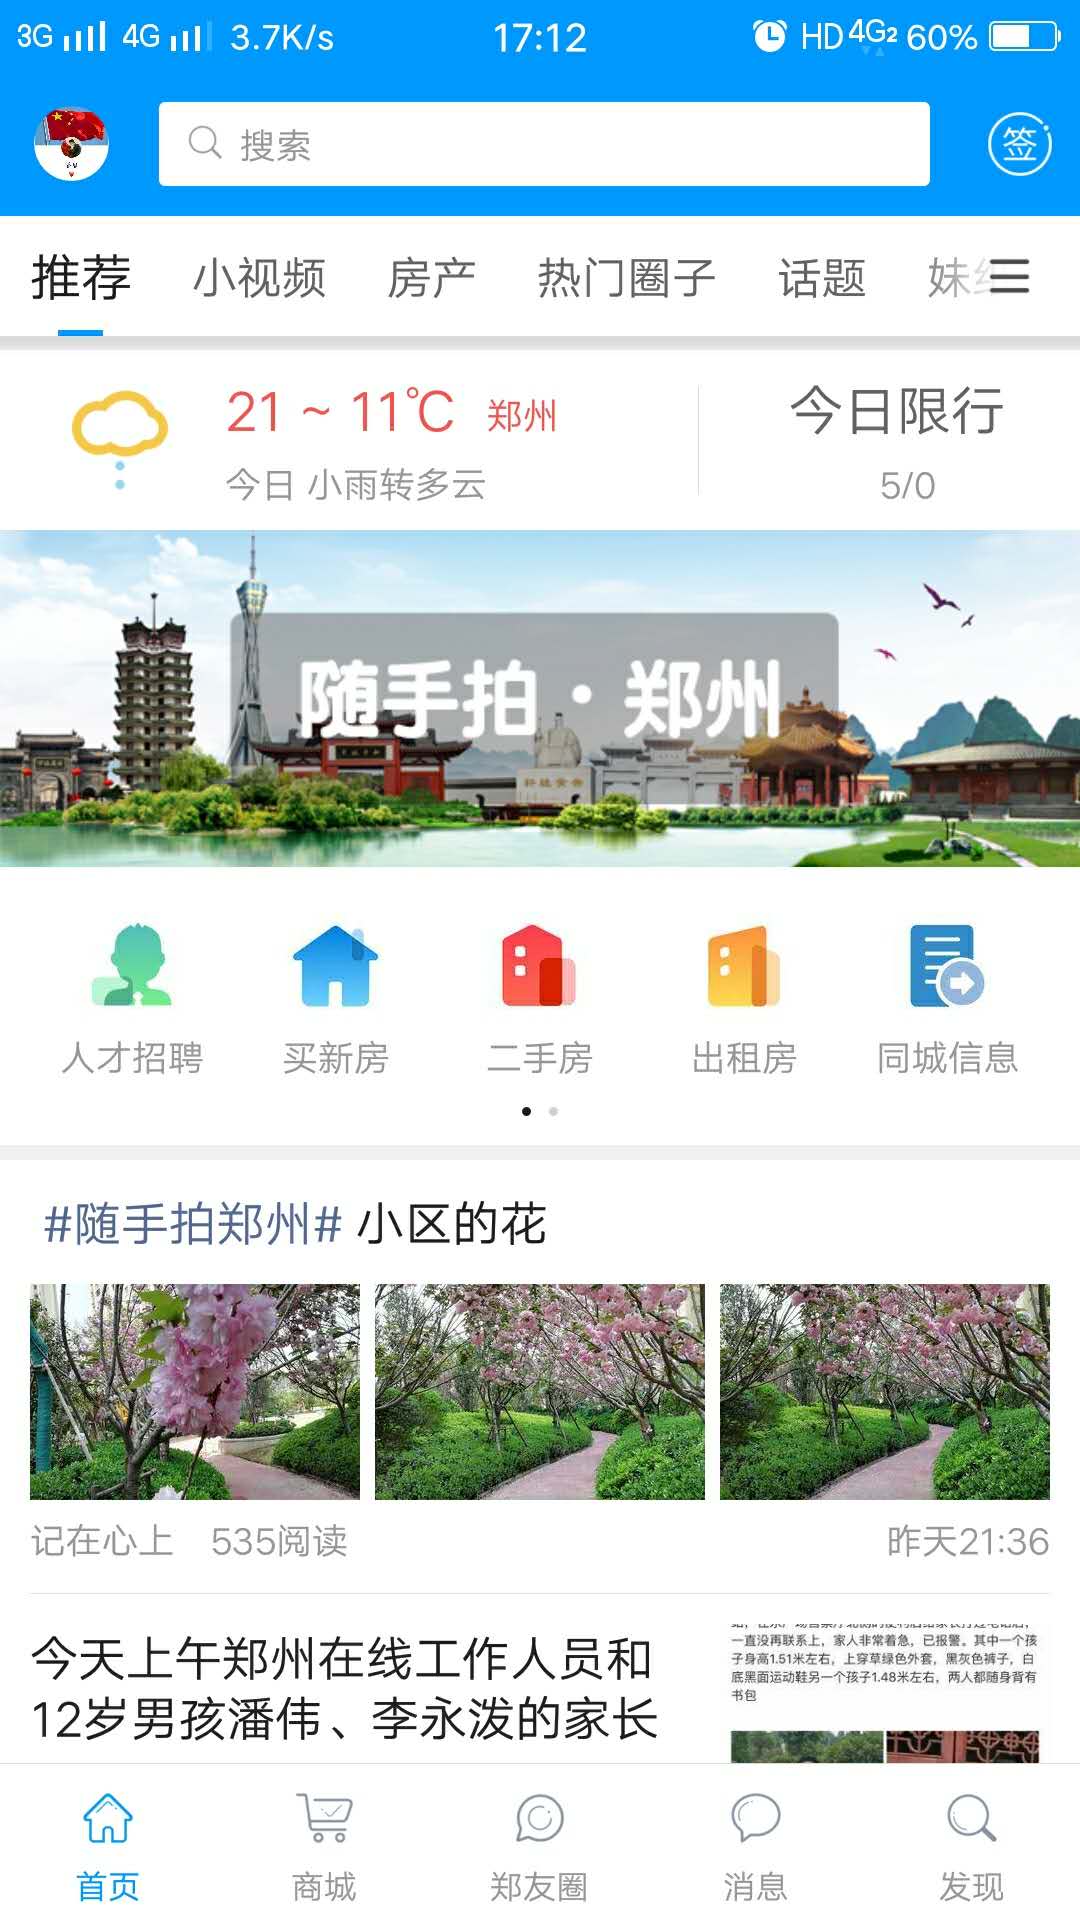 3G 4G 3.7K/s 17:12 HD 4G2 60%
搜索 签
推荐 小视频 房产 热门圈子 话题 妹
21 ~ 11℃ 郑州 今日限行
今日 小雨转多云 5/0
随手拍·郑州
人才招聘 买新房 二手房 出租房 同城信息
#随手拍郑州# 小区的花
记在心上 535阅读 昨天21:36
今天上午郑州在线工作人员和
12岁男孩潘伟、李永泼的家长
一直没再联系上，家人非常着急，已报警。其中一个孩
子身高1.51米左右，上穿草绿色外套，黑灰色裤子，白
底黑面运动鞋另一个孩子1.48米左右，两人都随身背有
书包
首页 商城 郑友圈 消息 发现